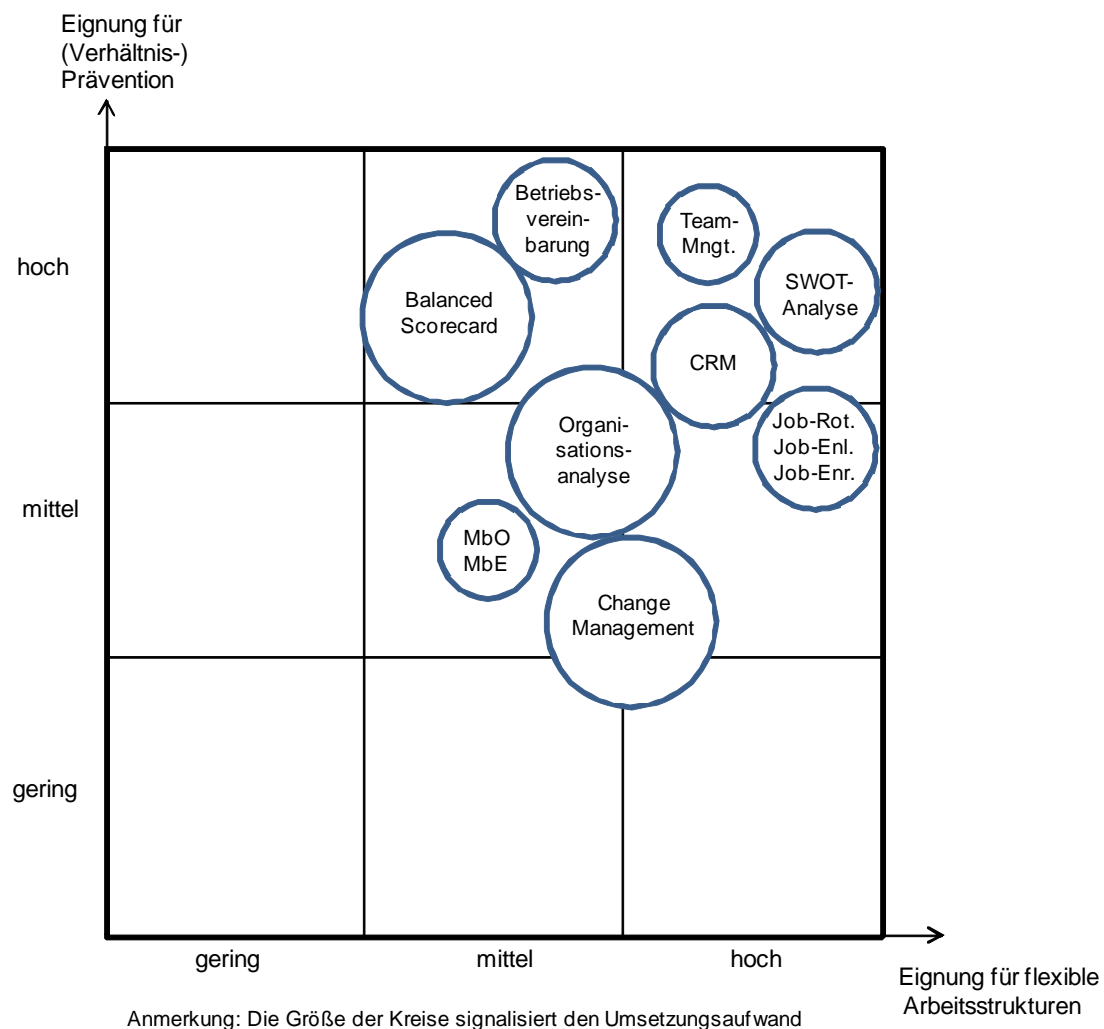 Eignung für
(Verhältnis-)
Prävention
Betriebs-
verein-
barung
Team-
Mngt.
hoch
SWOT-
Analyse
Balanced
Scorecard
CRM
Organi-
sations-
analyse
Job-Rot.
Job-Enl.
Job-Enr.
mittel
MbO
MbE
Change
Management
gering
gering
mittel
hoch
Eignung für flexible
Arbeitsstrukturen
Anmerkung: Die Größe der Kreise signalisiert den Umsetzungsaufwand